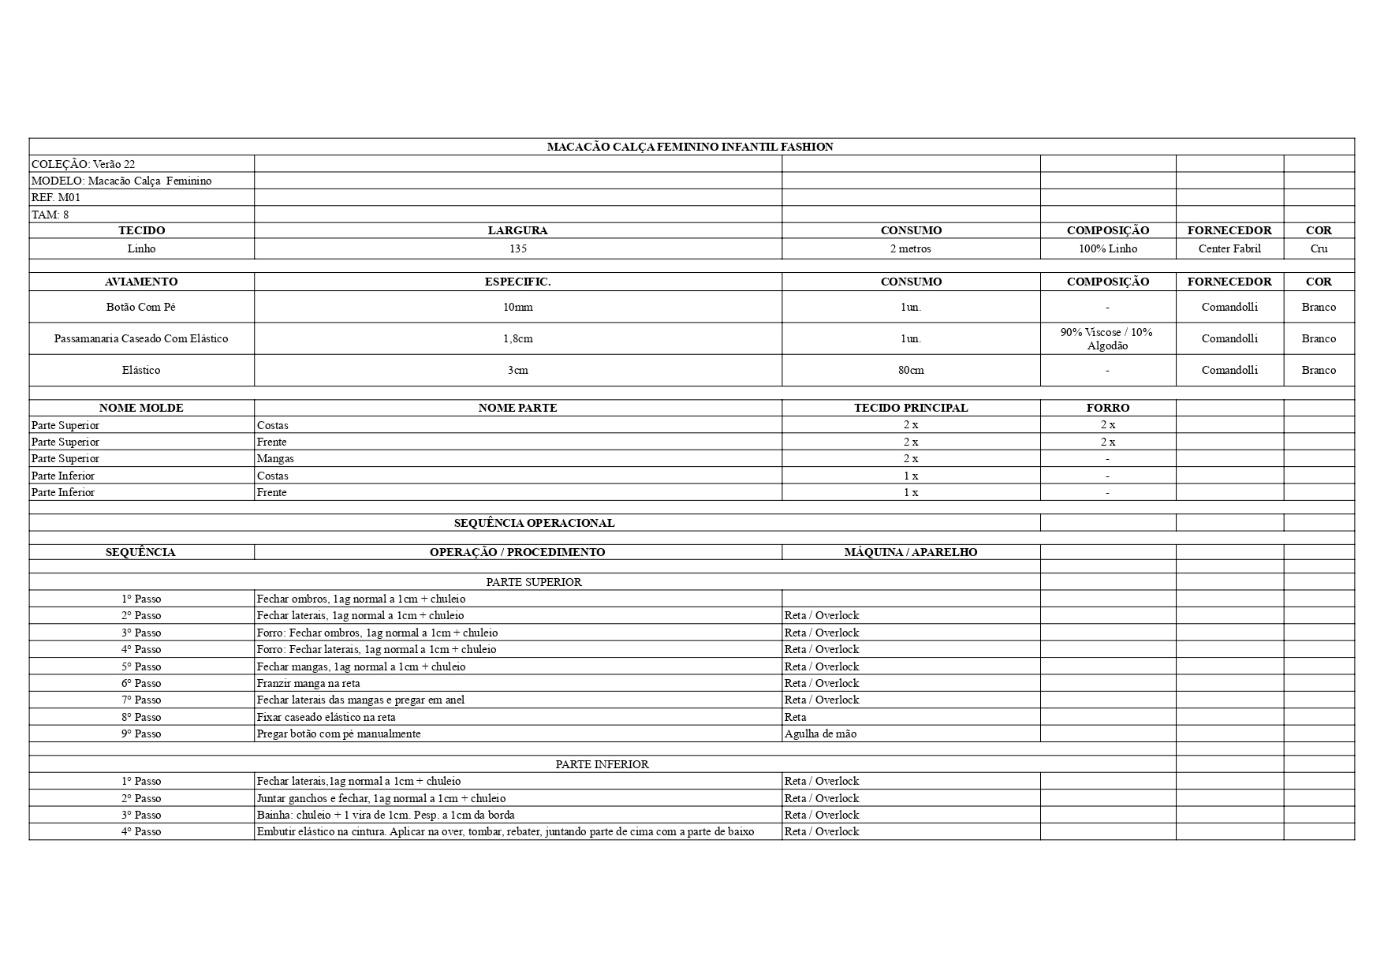 MACACÃO CALÇA FEMININO INFANTIL FASHION
COLEÇÃO: Verão 22
MODELO: Macacão Calça Feminino
REF. M01
TAM: 8
TECIDO LARGURA CONSUMO COMPOSIÇÃO FORNECEDOR COR
Linho 135 2 metros 100% Linho Center Fabril Cru
AVIAMENTO ESPECIFIC. CONSUMO COMPOSIÇÃO FORNECEDOR COR
Botão Com Pé 10mm 1un. - Comandolli Branco
Passamanaria Caseado Com Elástico 1,8cm 1un. 90% Viscose / 10% Algodão Comandolli Branco
Elástico 3cm 80cm - Comandolli Branco
NOME MOLDE NOME PARTE TECIDO PRINCIPAL FORRO
Parte Superior Costas 2 x 2 x
Parte Superior Frente 2 x 2 x
Parte Superior Mangas 2 x -
Parte Inferior Costas 1 x -
Parte Inferior Frente 1 x -
SEQUÊNCIA OPERACIONAL
SEQUÊNCIA OPERAÇÃO / PROCEDIMENTO MÁQUINA / APARELHO
PARTE SUPERIOR
1º Passo Fechar ombros, 1ag normal a 1cm + chuleio
2º Passo Fechar laterais, 1ag normal a 1cm + chuleio Reta / Overlock
3º Passo Forro: Fechar ombros, 1ag normal a 1cm + chuleio Reta / Overlock
4º Passo Forro: Fechar laterais, 1ag normal a 1cm + chuleio Reta / Overlock
5º Passo Fechar mangas, 1ag normal a 1cm + chuleio Reta / Overlock
6º Passo Franzir manga na reta Reta / Overlock
7º Passo Fechar laterais das mangas e pregar em anel Reta / Overlock
8º Passo Fixar caseado elástico na reta Reta
9º Passo Pregar botão com pé manualmente Agulha de mão
PARTE INFERIOR
1º Passo Fechar laterais,1ag normal a 1cm + chuleio Reta / Overlock
2º Passo Juntar ganchos e fechar, 1ag normal a 1cm + chuleio Reta / Overlock
3º Passo Bainha: chuleio + 1 vira de 1cm. Pesp. a 1cm da borda Reta / Overlock
4º Passo Embutir elástico na cintura. Aplicar na over, tombar, rebater, juntando parte de cima com a parte de baixo Reta / Overlock